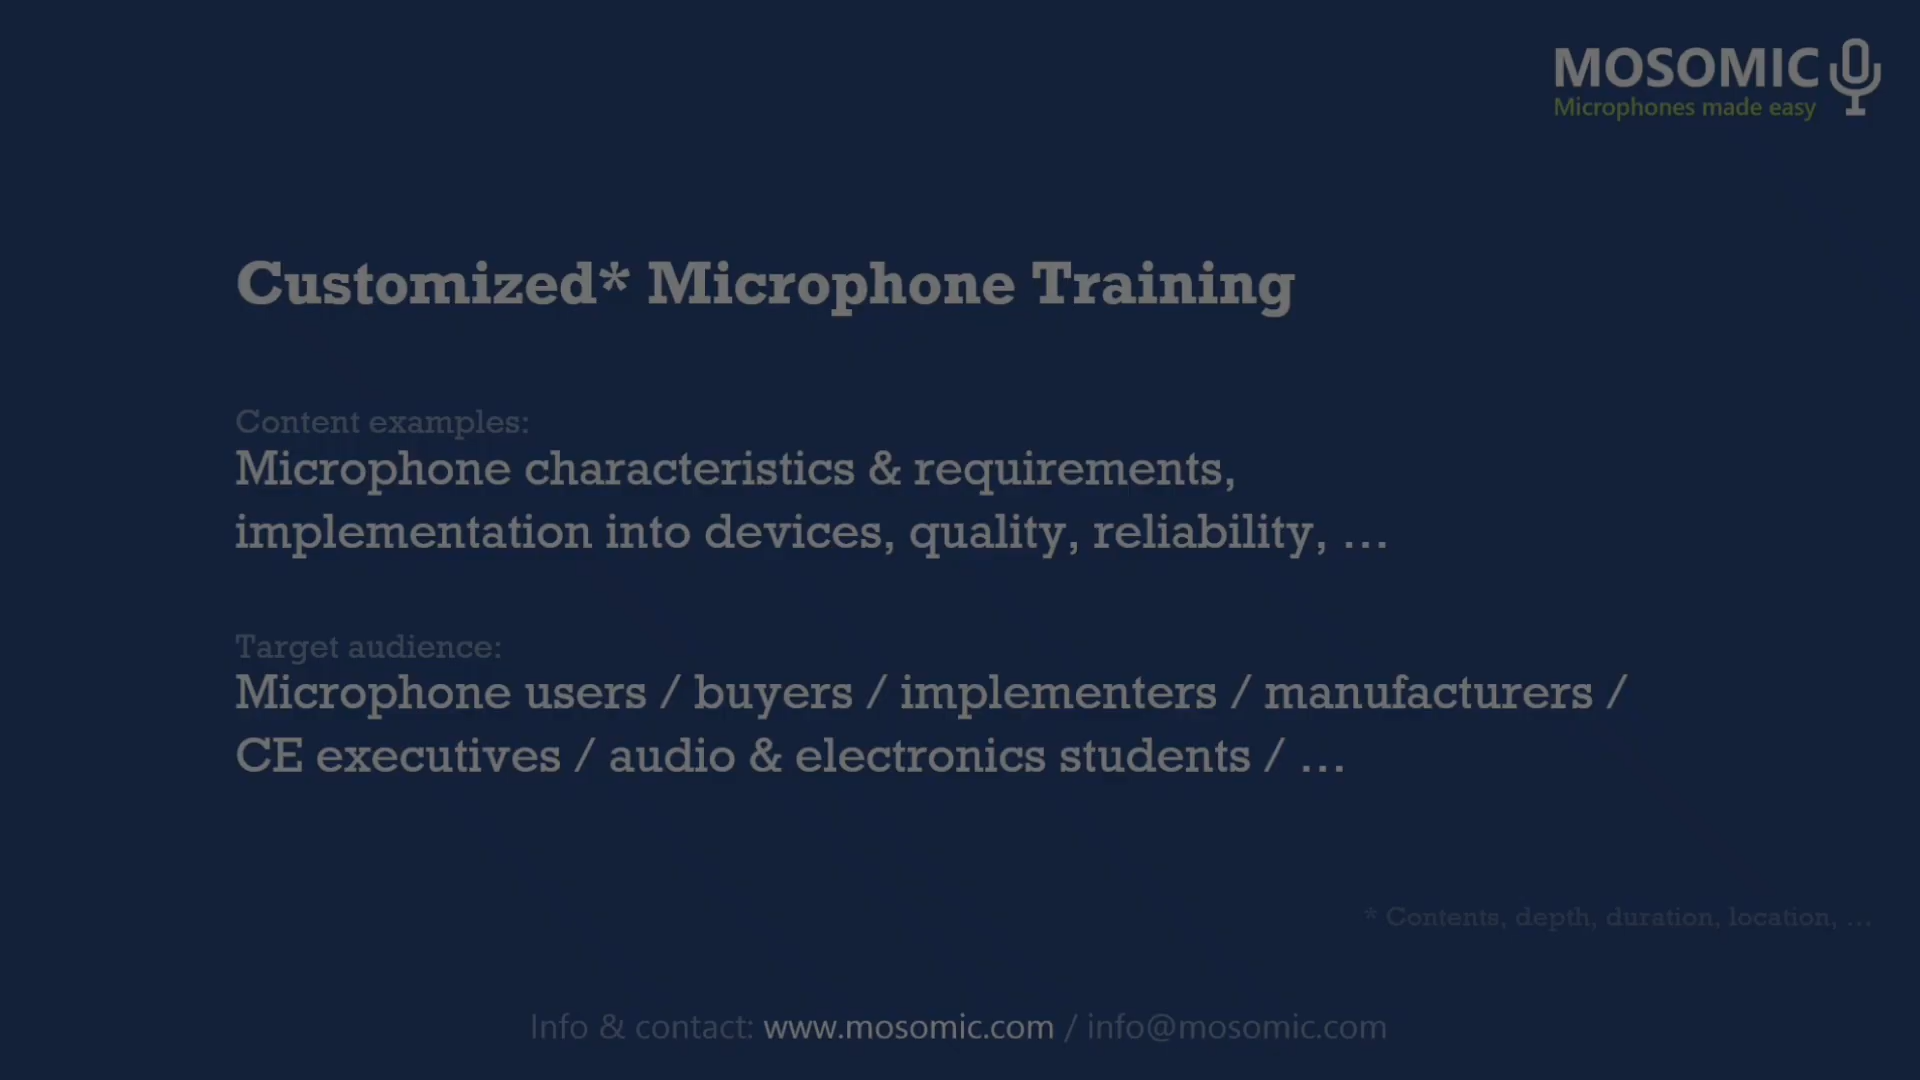 MOSOMIC
Microphones made easy
Customized* Microphone Training
Content examples:
Microphone characteristics & requirements,
implementation into devices, quality, reliability, ...
Target audience:
Microphone users / buyers / implementers / manufacturers /
CE executives / audio & electronics students / ...
* Contents, depth, duration, location, ...
Info & contact: www.mosomic.com / info@mosomic.com